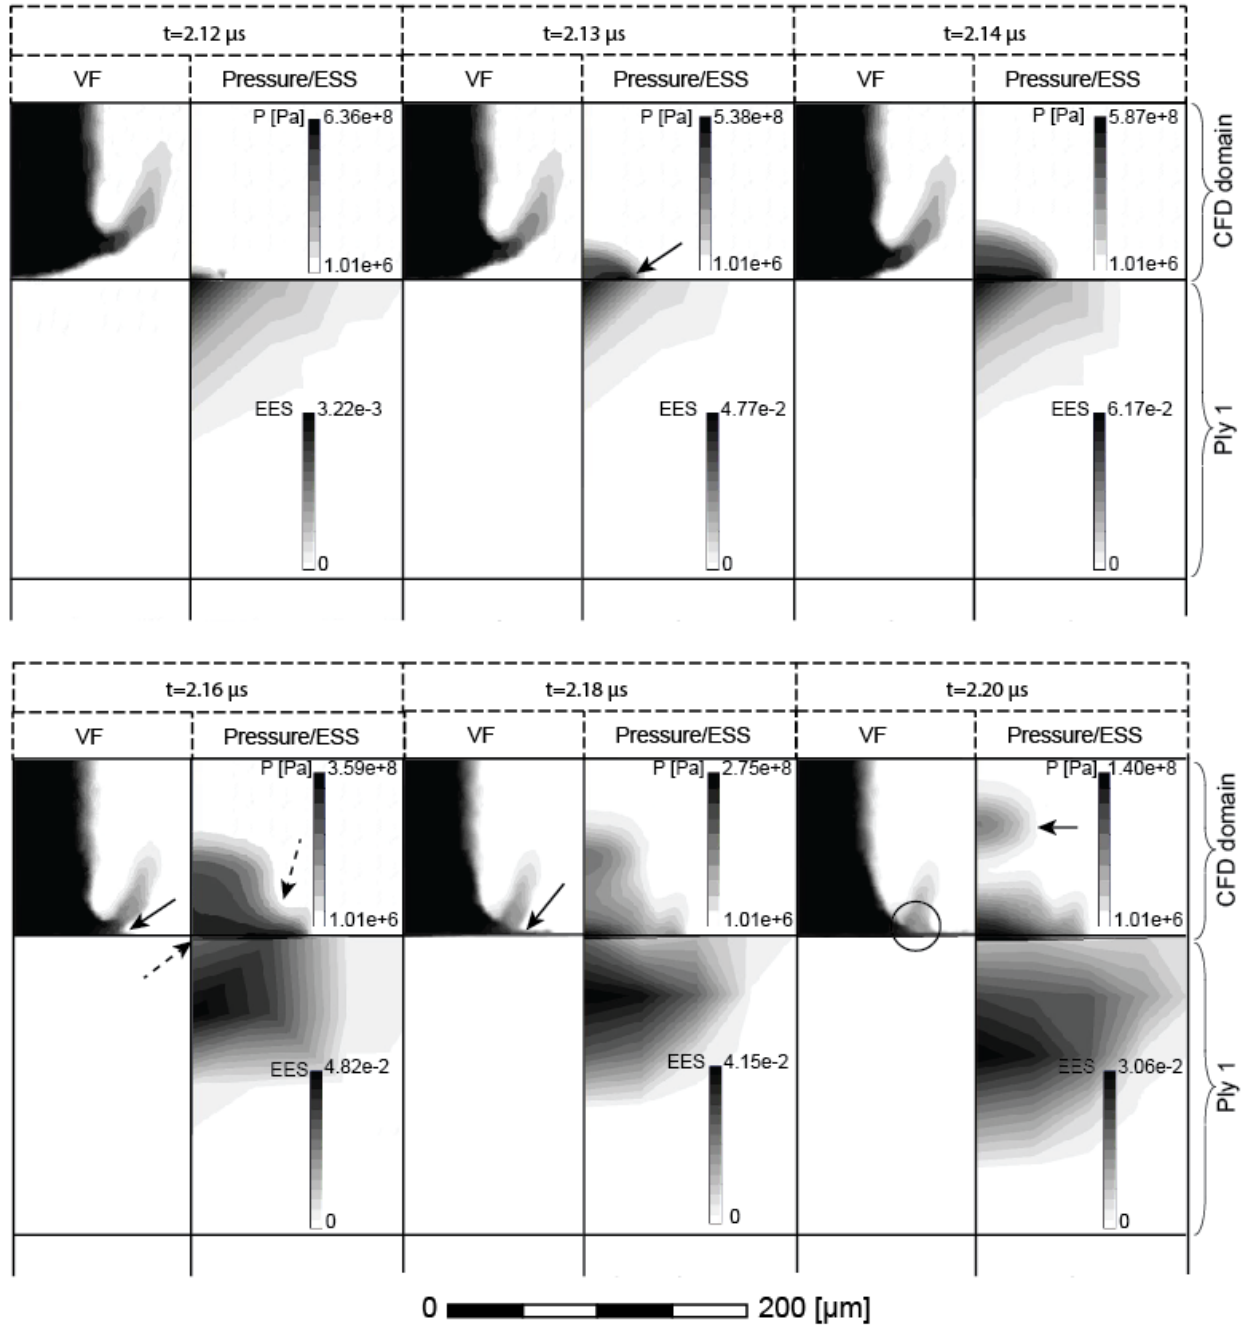 t=2.12 µs t=2.13 µs t=2.14 µs
VF Pressure/ESS VF Pressure/ESS VF Pressure/ESS
P [Pa] 6.36e+8 P [Pa] 5.38e+8 P [Pa] 5.87e+8
1.01e+6 1.01e+6 1.01e+6
CFD domain
EES 3.22e-3 EES 4.77e-2 EES 6.17e-2
0 0 0
Ply 1
t=2.16 µs t=2.18 µs t=2.20 µs
VF Pressure/ESS VF Pressure/ESS VF Pressure/ESS
P [Pa] 3.59e+8 P [Pa] 2.75e+8 P [Pa] 1.40e+8
1.01e+6 1.01e+6 1.01e+6
CFD domain
EES 4.82e-2 EES 4.15e-2 EES 3.06e-2
0 0 0
Ply 1
0 200 [µm]